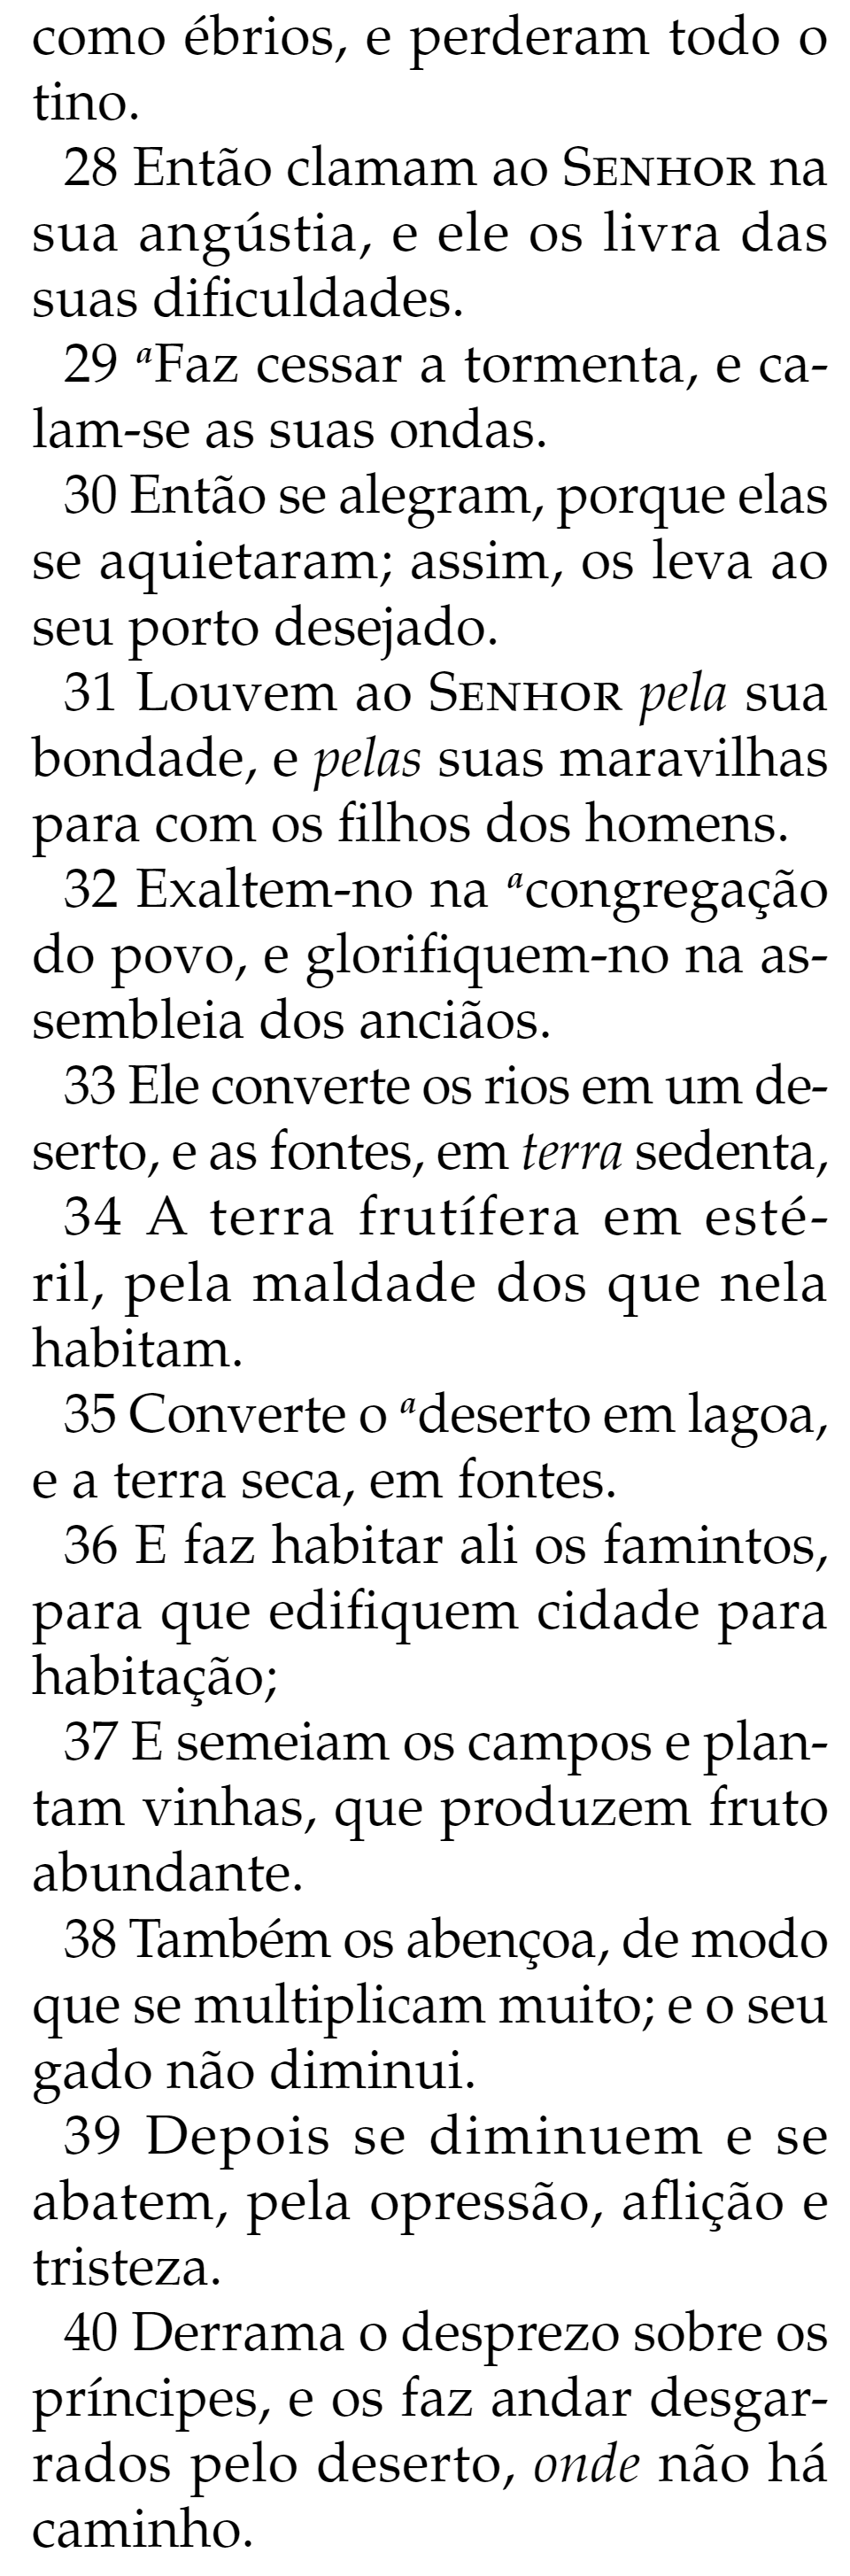 como ébrios, e perderam todo o
tino.
28 Então clamam ao SENHOR na
sua angústia, e ele os livra das
suas dificuldades.
29 ªFaz cessar a tormenta, e ca-
lam-se as suas ondas.
30 Então se alegram, porque elas
se aquietaram; assim, os leva ao
seu porto desejado.
31 Louvem ao SENHOR pela sua
bondade, e pelas suas maravilhas
para com os filhos dos homens.
32 Exaltem-no na ªcongregação
do povo, e glorifiquem-no na as-
sembleia dos anciãos.
33 Ele converte os rios em um de-
serto, e as fontes, em terra sedenta,
34 A terra frutífera em esté-
ril, pela maldade dos que nela
habitam.
35 Converte o ªdeserto em lagoa,
e a terra seca, em fontes.
36 E faz habitar ali os famintos,
para que edifiquem cidade para
habitação;
37 E semeiam os campos e plan-
tam vinhas, que produzem fruto
abundante.
38 Também os abençoa, de modo
que se multiplicam muito; e o seu
gado não diminui.
39 Depois se diminuem e se
abatem, pela opressão, aflição e
tristeza.
40 Derrama o desprezo sobre os
príncipes, e os faz andar desgar-
rados pelo deserto, onde não há
caminho.